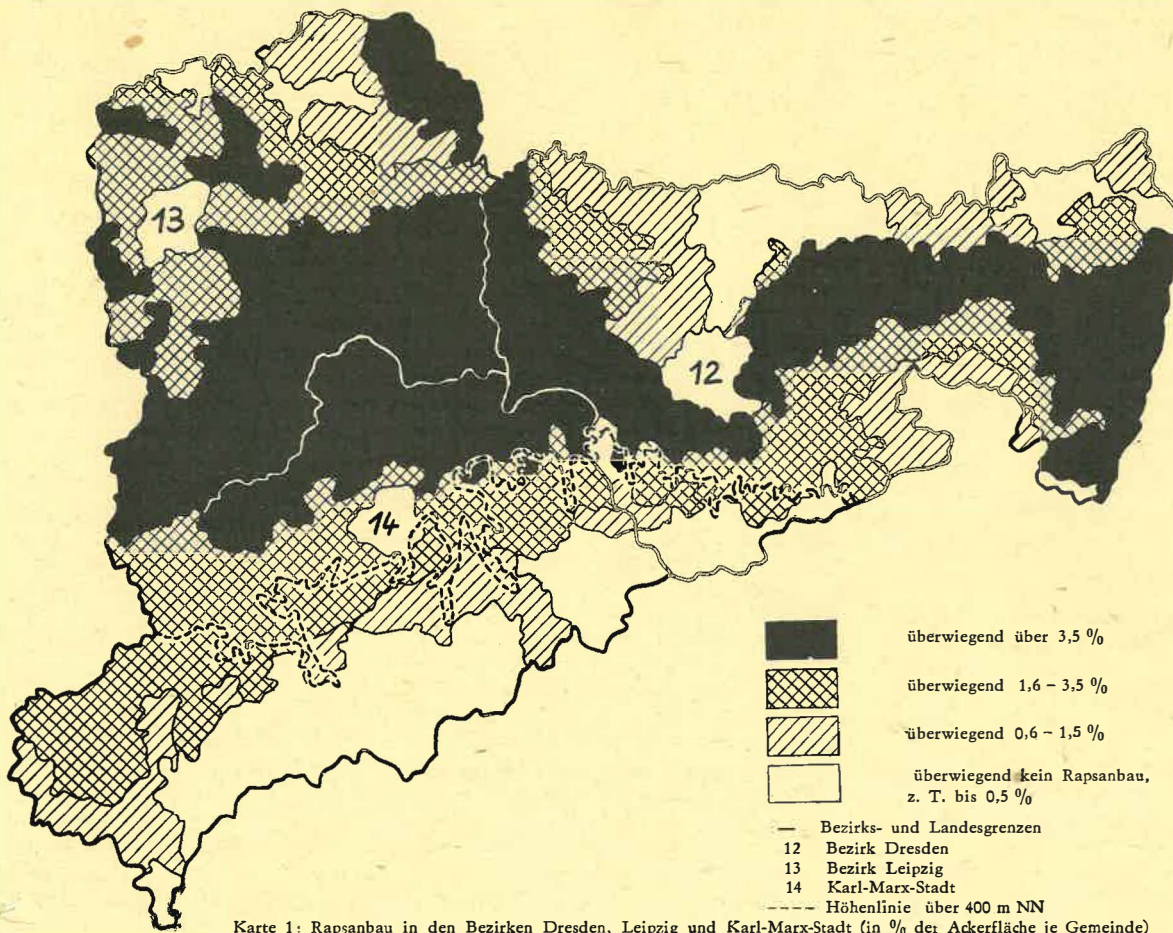 13
12
14
überwiegend über 3,5 %
überwiegend 1,6 – 3,5 %
überwiegend 0,6 – 1,5 %
überwiegend kein Rapsanbau,
z. T. bis 0,5 %
Bezirks- und Landesgrenzen
12 Bezirk Dresden
13 Bezirk Leipzig
14 Karl-Marx-Stadt
Höhenlinie über 400 m NN
Karte 1: Rapsanbau in den Bezirken Dresden, Leipzig und Karl-Marx-Stadt (in % der Ackerfläche je Gemeinde)